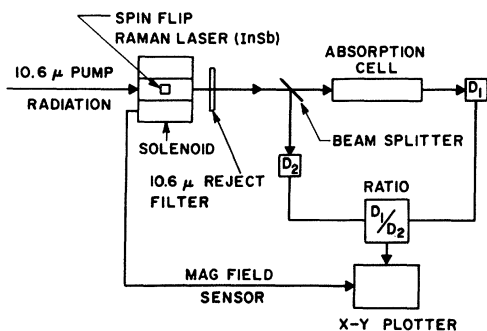 SPIN FLIP
RAMAN LASER (InSb)
10.6 μ PUMP
RADIATION
SOLENOID
10.6 μ REJECT
FILTER
ABSORPTION
CELL
D1
BEAM SPLITTER
D2
RATIO
D1/D2
MAG FIELD
SENSOR
X-Y PLOTTER